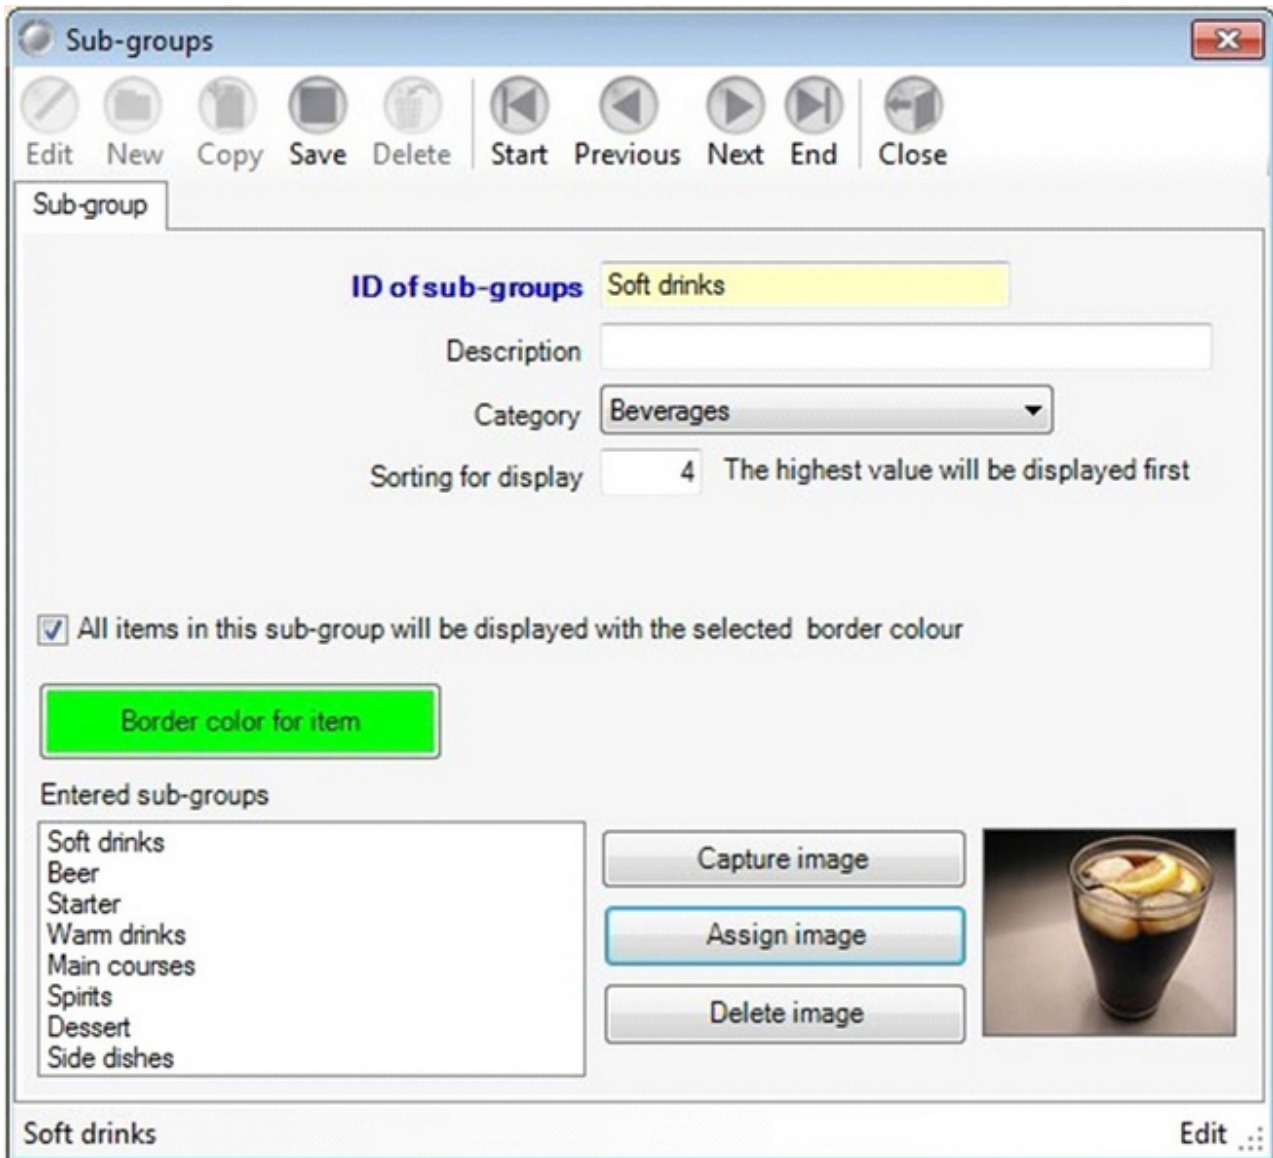 Sub-groups
Edit New Copy Save Delete Start Previous Next End Close
Sub-group
ID of sub-groups Soft drinks
Description
Category Beverages
Sorting for display 4 The highest value will be displayed first
All items in this sub-group will be displayed with the selected border colour
Border color for item
Entered sub-groups
Soft drinks
Beer
Starter
Warm drinks
Main courses
Spirits
Dessert
Side dishes
Capture image
Assign image
Delete image
Soft drinks Edit